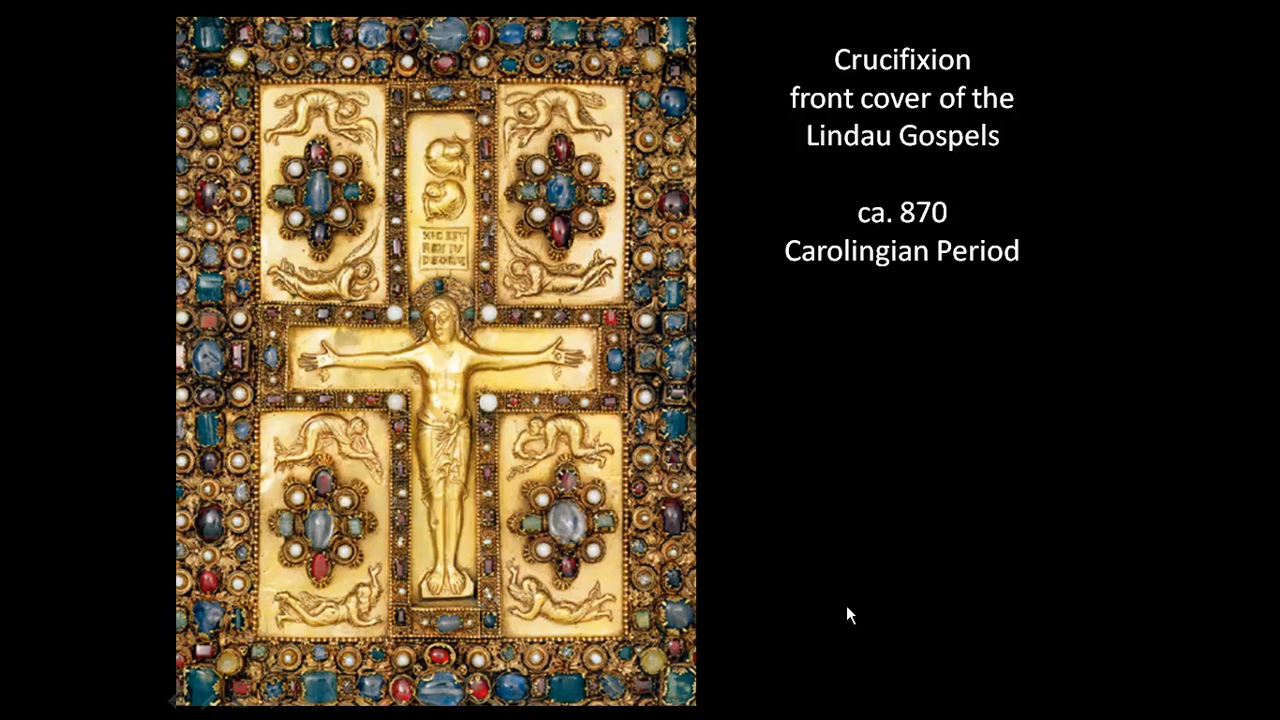 Crucifixion
front cover of the
Lindau Gospels
ca. 870
Carolingian Period